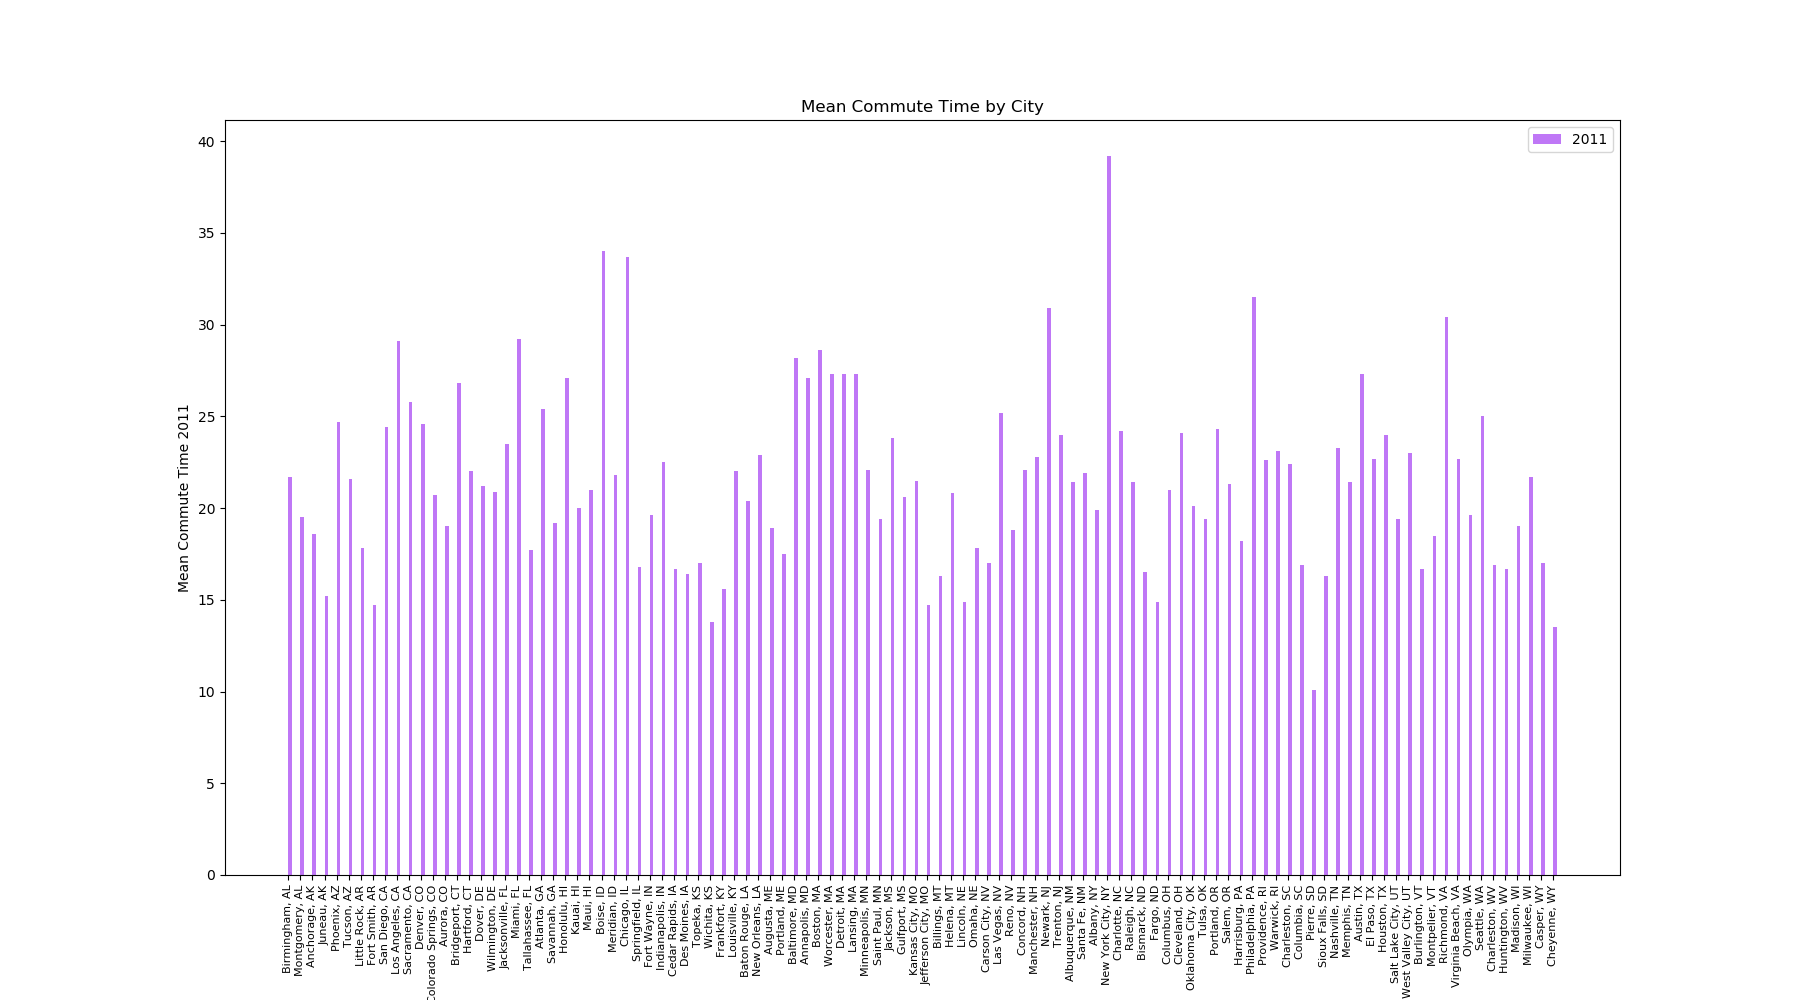 Mean Commute Time by City
2011
Mean Commute Time 2011
40
35
30
25
20
15
10
5
0
Birmingham, AL
Montgomery, AL
Anchorage, AK
Juneau, AK
Phoenix, AZ
Tucson, AZ
Little Rock, AR
Fort Smith, AR
San Diego, CA
Los Angeles, CA
Sacramento, CA
Denver, CO
Colorado Springs, CO
Aurora, CO
Bridgeport, CT
Hartford, CT
Dover, DE
Wilmington, DE
Jacksonville, FL
Miami, FL
Tallahassee, FL
Atlanta, GA
Savannah, GA
Honolulu, HI
Kauai, HI
Maui, HI
Boise, ID
Meridian, ID
Chicago, IL
Springfield, IL
Fort Wayne, IN
Indianapolis, IN
Cedar Rapids, IA
Des Moines, IA
Topeka, KS
Wichita, KS
Frankfort, KY
Louisville, KY
Baton Rouge, LA
New Orleans, LA
Augusta, ME
Portland, ME
Baltimore, MD
Annapolis, MD
Boston, MA
Worcester, MA
Detroit, MA
Lansing, MA
Minneapolis, MN
Saint Paul, MN
Jackson, MS
Gulfport, MS
Kansas City, MO
Jefferson City, MO
Billings, MT
Helena, MT
Lincoln, NE
Omaha, NE
Carson City, NV
Las Vegas, NV
Reno, NV
Concord, NH
Manchester, NH
Newark, NJ
Trenton, NJ
Albuquerque, NM
Santa Fe, NM
Albany, NY
New York City, NY
Charlotte, NC
Raleigh, NC
Bismarck, ND
Fargo, ND
Columbus, OH
Cleveland, OH
Oklahoma City, OK
Tulsa, OK
Portland, OR
Salem, OR
Harrisburg, PA
Philadelphia, PA
Providence, RI
Warwick, RI
Charleston, SC
Columbia, SC
Pierre, SD
Sioux Falls, SD
Nashville, TN
Memphis, TN
Austin, TX
El Paso, TX
Houston, TX
Salt Lake City, UT
West Valley City, UT
Burlington, VT
Montpelier, VT
Richmond, VA
Virginia Beach, VA
Olympia, WA
Seattle, WA
Charleston, WV
Huntington, WV
Madison, WI
Milwaukee, WI
Casper, WY
Cheyenne, WY